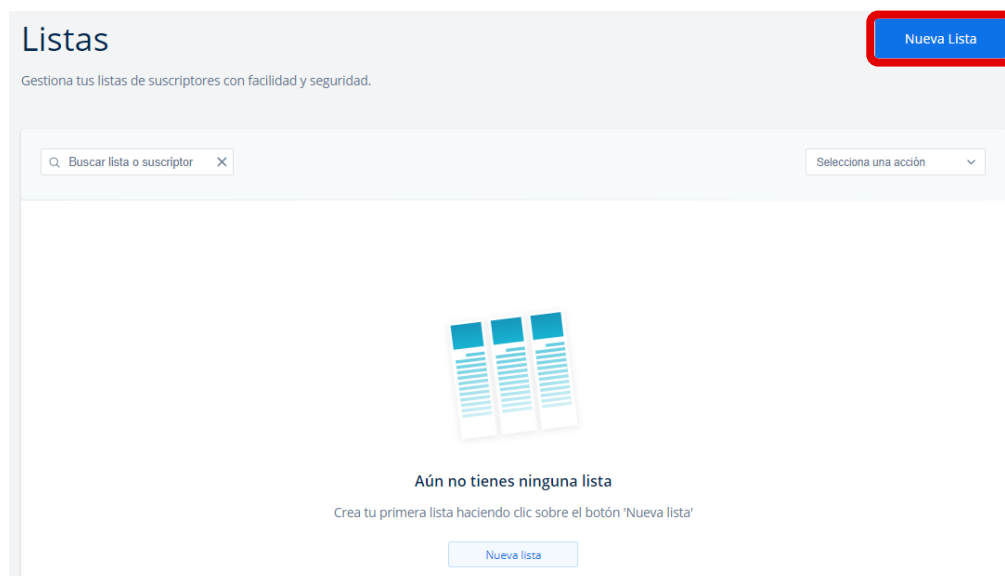 Listas
Nueva Lista
Gestiona tus listas de suscriptores con facilidad y seguridad.
Buscar lista o suscriptor
Selecciona una acción
Aún no tienes ninguna lista
Crea tu primera lista haciendo clic sobre el botón 'Nueva lista'
Nueva lista